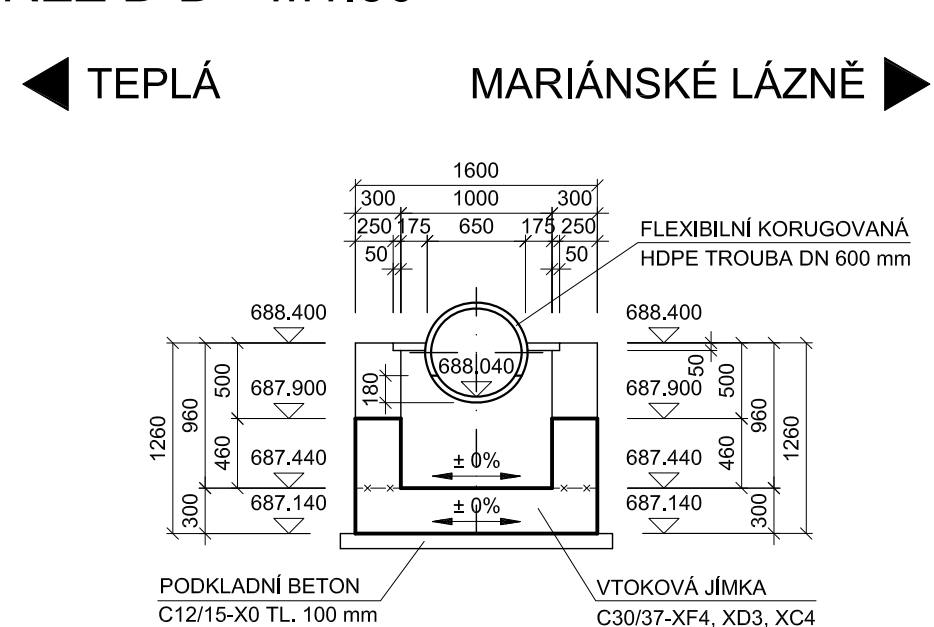 TEPLÁ
MARIÁNSKÉ LÁZNĚ
1600
300 1000 300
250 175 650 175 250
50 50
FLEXIBILNÍ KORUGOVANÁ
HDPE TROUBA DN 600 mm
688.400
688.400
688.040
180
50
500
500
687.900
687.900
960
960
1260
1260
460
460
687.440
687.440
± 0%
± 0%
687.140
687.140
300
300
PODKLADNÍ BETON
C12/15-X0 TL. 100 mm
VTOKOVÁ JÍMKA
C30/37-XF4, XD3, XC4